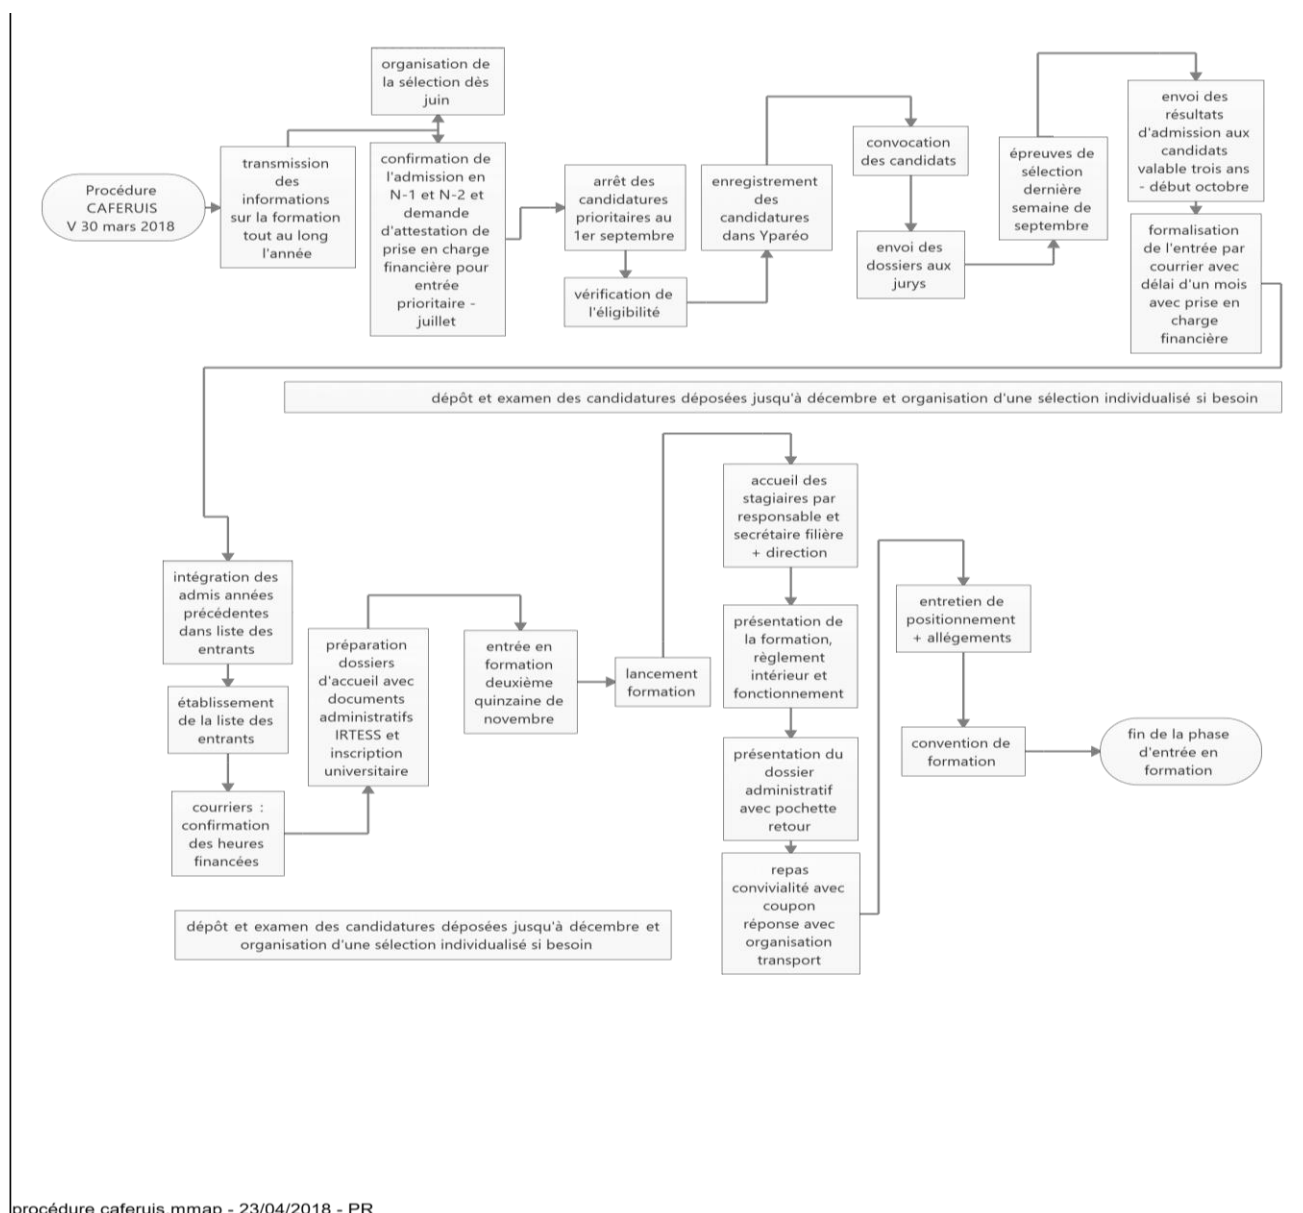 Procédure
CAFERUIS
V 30 mars 2018
transmission
des
informations
sur la formation
tout au long
l'année
organisation de
la sélection dès
juin
confirmation de
l'admission en
N-1 et N-2 et
demande
d'attestation de
prise en charge
financière pour
entrée
prioritaire -
juillet
arrêt des
candidatures
prioritaires au
1er septembre
vérification de
l'éligibilité
enregistrement
des
candidatures
dans Yparéo
convocation
des candidats
envoi des
dossiers aux
jurys
épreuves de
sélection
dernière
semaine de
septembre
envoi des
résultats
d'admission aux
candidats
valable trois ans
- début octobre
formalisation
de l'entrée par
courrier avec
délai d'un mois
avec prise en
charge
financière
dépôt et examen des candidatures déposées jusqu'à décembre et organisation d'une sélection individualisé si besoin
intégration des
admis années
précédentes
dans liste des
entrants
établissement
de la liste des
entrants
courriers :
confirmation
des heures
financées
préparation
dossiers
d'accueil avec
documents
administratifs
IRTESS et
inscription
universitaire
entrée en
formation
deuxième
quinzaine de
novembre
lancement
formation
accueil des
stagiaires par
responsable et
secrétaire filière
+ direction
présentation de
la formation,
règlement
intérieur et
fonctionnement
présentation du
dossier
administratif
avec pochette
retour
repas
convivialité avec
coupon
réponse avec
organisation
transport
entretien de
positionnement
+ allégements
convention de
formation
fin de la phase
d'entrée en
formation
dépôt et examen des candidatures déposées jusqu'à décembre et
organisation d'une sélection individualisé si besoin
procédure caferuis.mmap - 23/04/2018 - PR